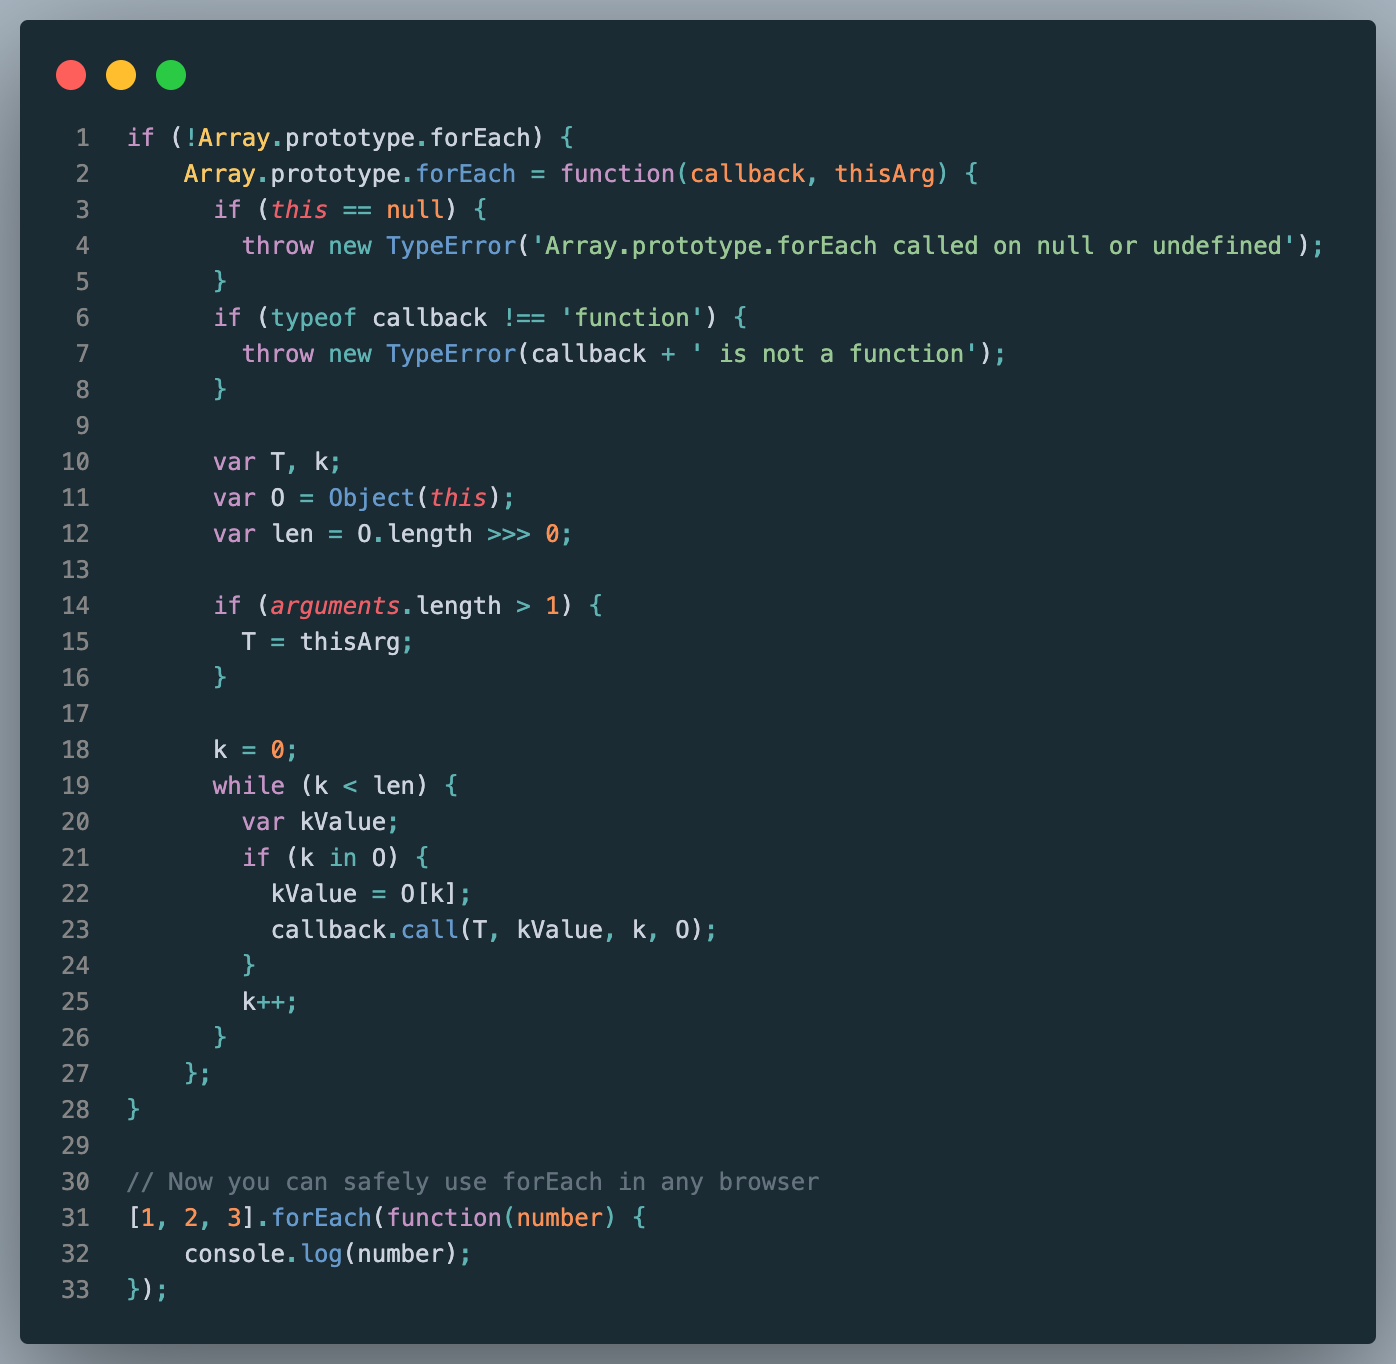 1 if (!Array.prototype.forEach) {
2     Array.prototype.forEach = function(callback, thisArg) {
3       if (this == null) {
4         throw new TypeError('Array.prototype.forEach called on null or undefined');
5       }
6       if (typeof callback !== 'function') {
7         throw new TypeError(callback + ' is not a function');
8       }
9
10       var T, k;
11       var O = Object(this);
12       var len = O.length >>> 0;
13
14       if (arguments.length > 1) {
15         T = thisArg;
16       }
17
18       k = 0;
19       while (k < len) {
20         var kValue;
21         if (k in O) {
22           kValue = O[k];
23           callback.call(T, kValue, k, O);
24         }
25         k++;
26       }
27     };
28 }
29
30 // Now you can safely use forEach in any browser
31 [1, 2, 3].forEach(function(number) {
32     console.log(number);
33 });